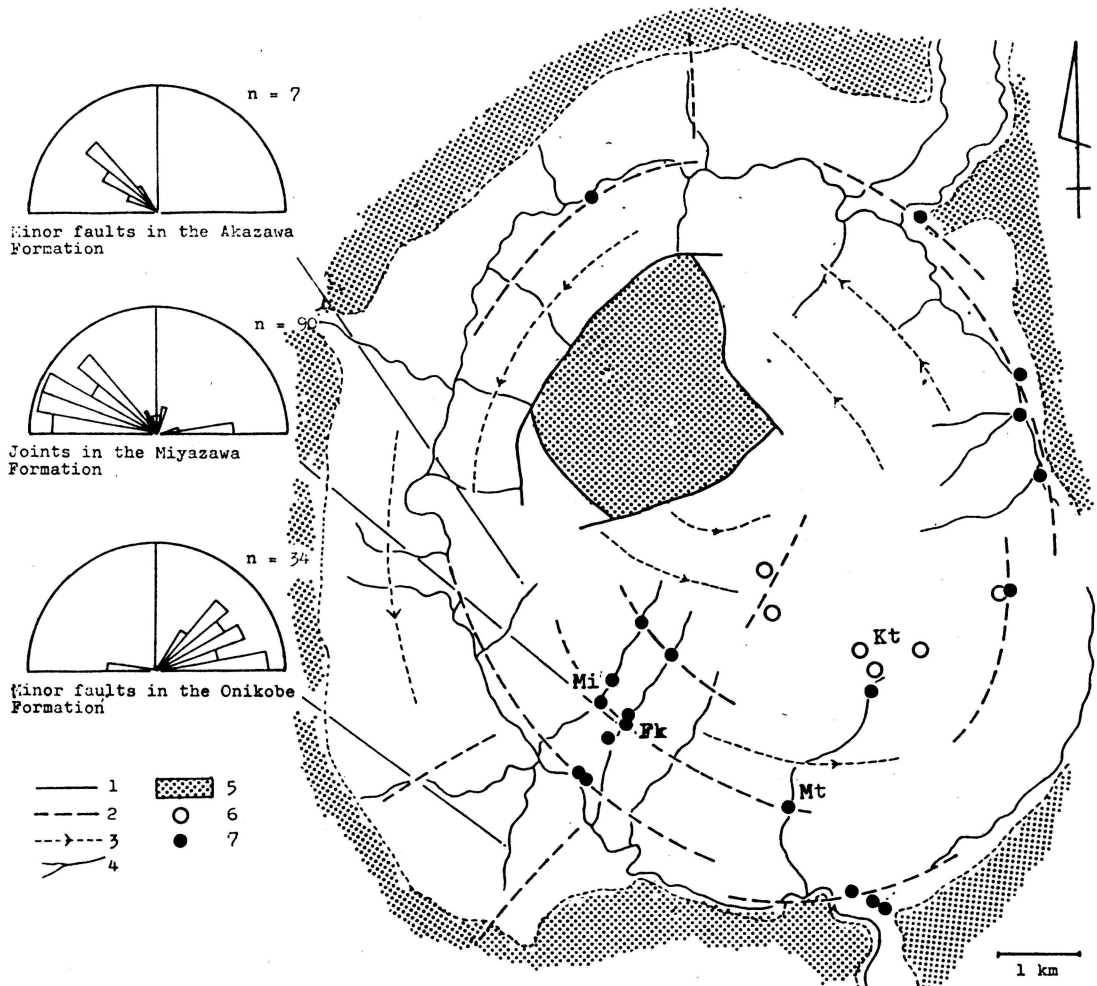 n = 7
Minor faults in the Akazawa
Formation
n = 90
Joints in the Miyazawa
Formation
n = 34
Minor faults in the Onikobe
Formation
1
2
3
4
5
6
7
Kt
Mi
Fk
Mt
1 km